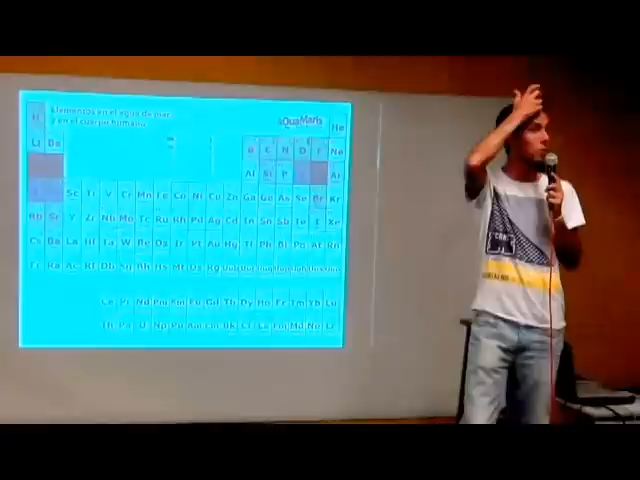 Elementos en el agua de mar
y en el cuerpo humano
aQuaMaris
H He
Li Be B C N O F Ne
Al Si P Ar
Sc Ti V Cr Mn Fe Co Ni Cu Zn Ga Ge As Se Br Kr
Rb Sr Y Zr Nb Mo Tc Ru Rh Pd Ag Cd In Sn Sb Te I Xe
Cs Ba La Hf Ta W Re Os Ir Pt Au Hg Tl Pb Bi Po At Rn
Fr Ra Ac Rf Db Sg Bh Hs Mt Ds Rg
Ce Pr Nd Pm Sm Eu Gd Tb Dy Ho Er Tm Yb Lu
Th Pa U Np Pu Am Cm Bk Cf Es Fm Md No Lr